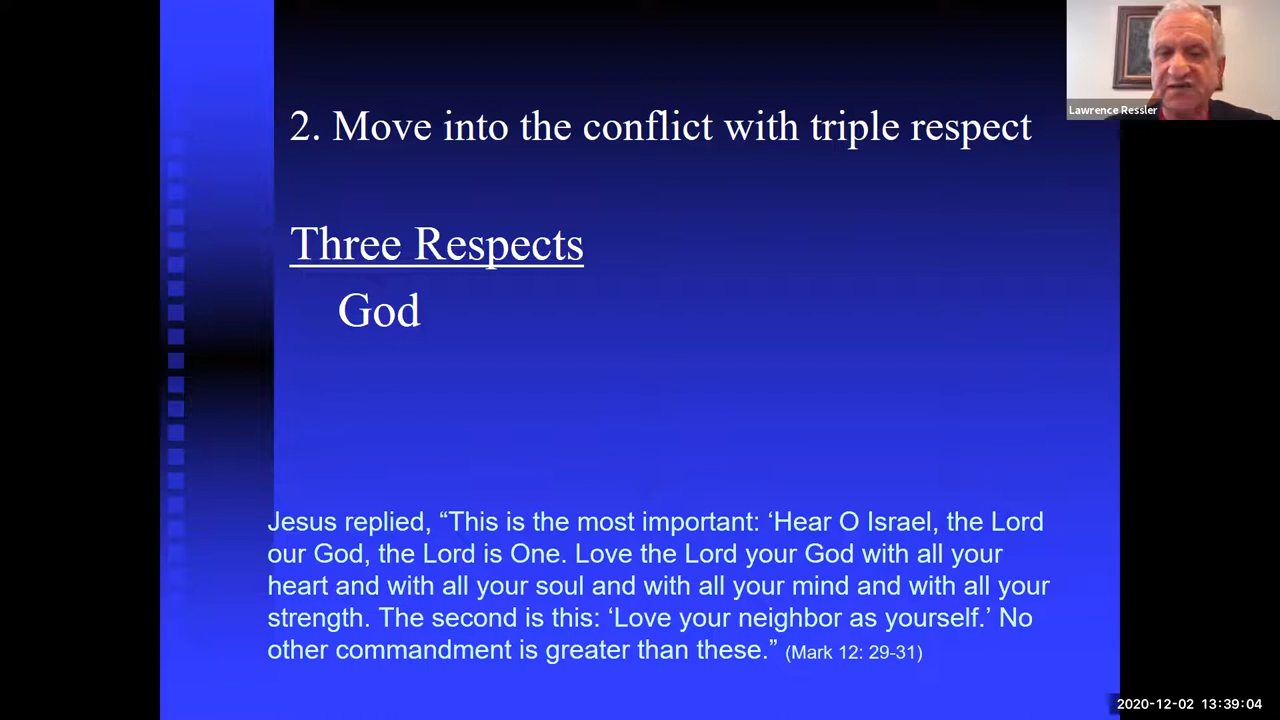 2. Move into the conflict with triple respect
Lawrence Ressler
Three Respects
God
Jesus replied, “This is the most important: ‘Hear O Israel, the Lord
our God, the Lord is One. Love the Lord your God with all your
heart and with all your soul and with all your mind and with all your
strength. The second is this: ‘Love your neighbor as yourself.’ No
other commandment is greater than these.” (Mark 12: 29-31)
2020-12-02 13:39:04